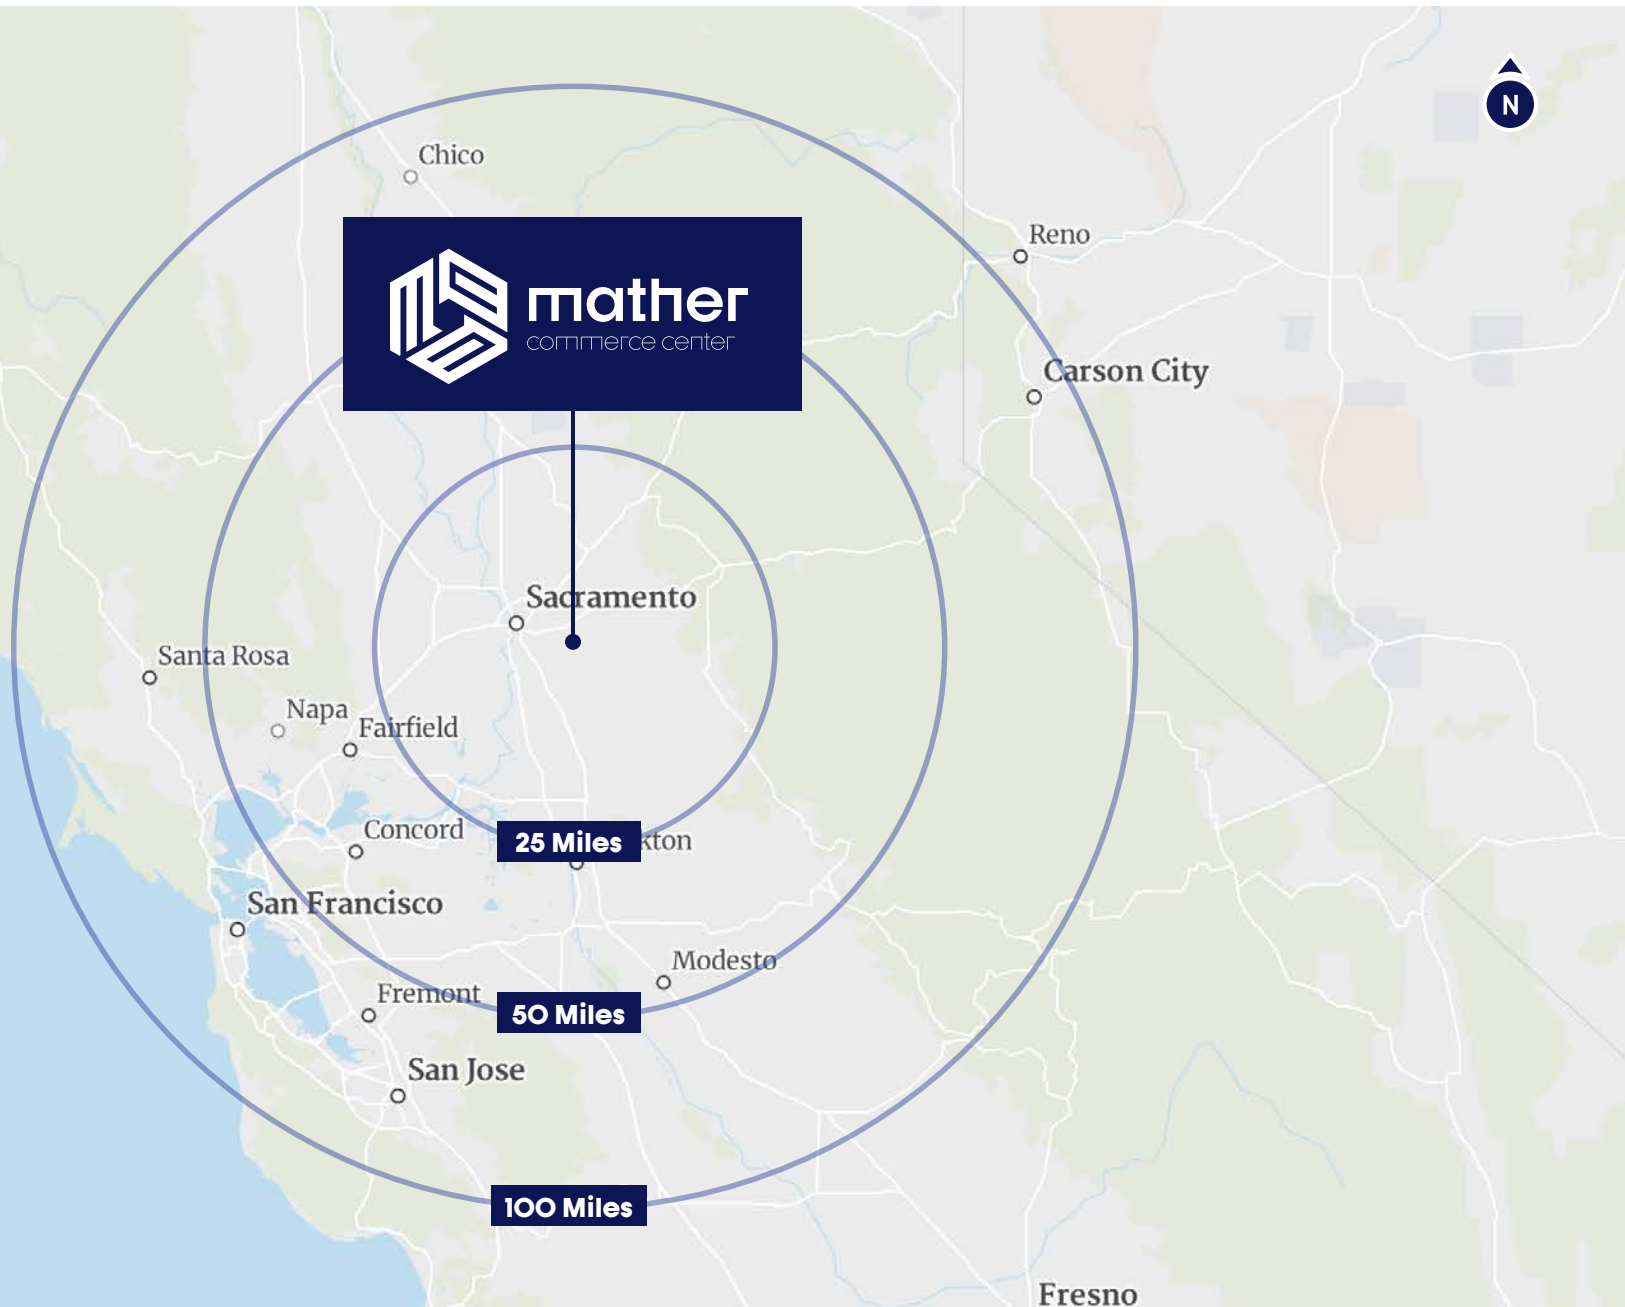 N
Chico
Reno
mather
commerce center
Carson City
Sacramento
Santa Rosa
Napa
Fairfield
Concord
25 Miles
kton
San Francisco
Modesto
Fremont
50 Miles
San Jose
100 Miles
Fresno